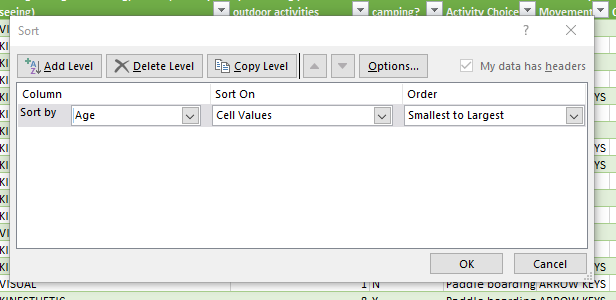 seeing)
outdoor activities
camping?
Activity Choice
Movement
Sort
?
Add Level
Delete Level
Copy Level
Options...
My data has headers
Column
Sort On
Order
Sort by
Age
Cell Values
Smallest to Largest
OK
Cancel
VISUAL 1 N Paddle boarding ARROW KEYS
KINESTHETIC 8 Y Paddle boarding ARROW KEYS